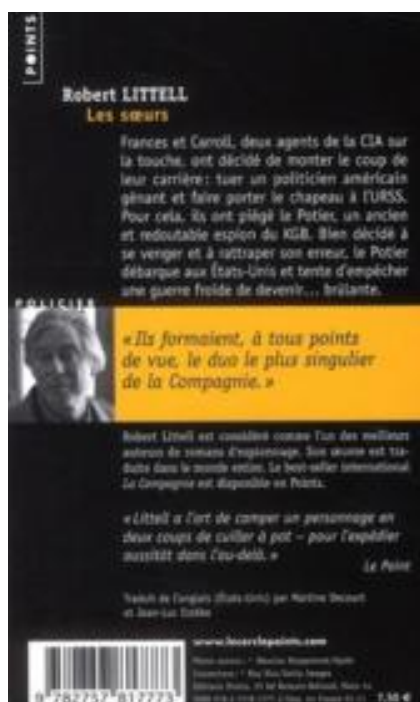 POINTS
Robert LITTELL
Les sœurs
Frances et Carroll, deux agents de la CIA sur
la touche, ont décidé de monter le coup de
leur carrière : tuer un politicien américain
gênant et faire porter le chapeau à l'URSS.
Pour cela, ils ont piégé le Potier, un ancien
et redoutable espion du KGB. Bien décidé à
se venger et à rattraper son erreur, le Potier
débarque aux États-Unis et tente d'empêcher
une guerre froide de devenir... brûlante.
POLICIER
« Ils formaient, à tous points
de vue, le duo le plus singulier
de la Compagnie. »
Robert Littell est considéré comme l'un des meilleurs
auteurs de romans d'espionnage. Son œuvre est tra-
duite dans le monde entier. Le best-seller international
La Compagnie est disponible en Points.
« Littell a l'art de camper un personnage en
deux coups de cuiller à pot – pour l'expédier
aussitôt dans l'au-delà. »
Le Point
Traduit de l'anglais (États-Unis) par Martine
et Jean-Luc
www.lecerclepoints.com
9 782757 817773
7,50 €